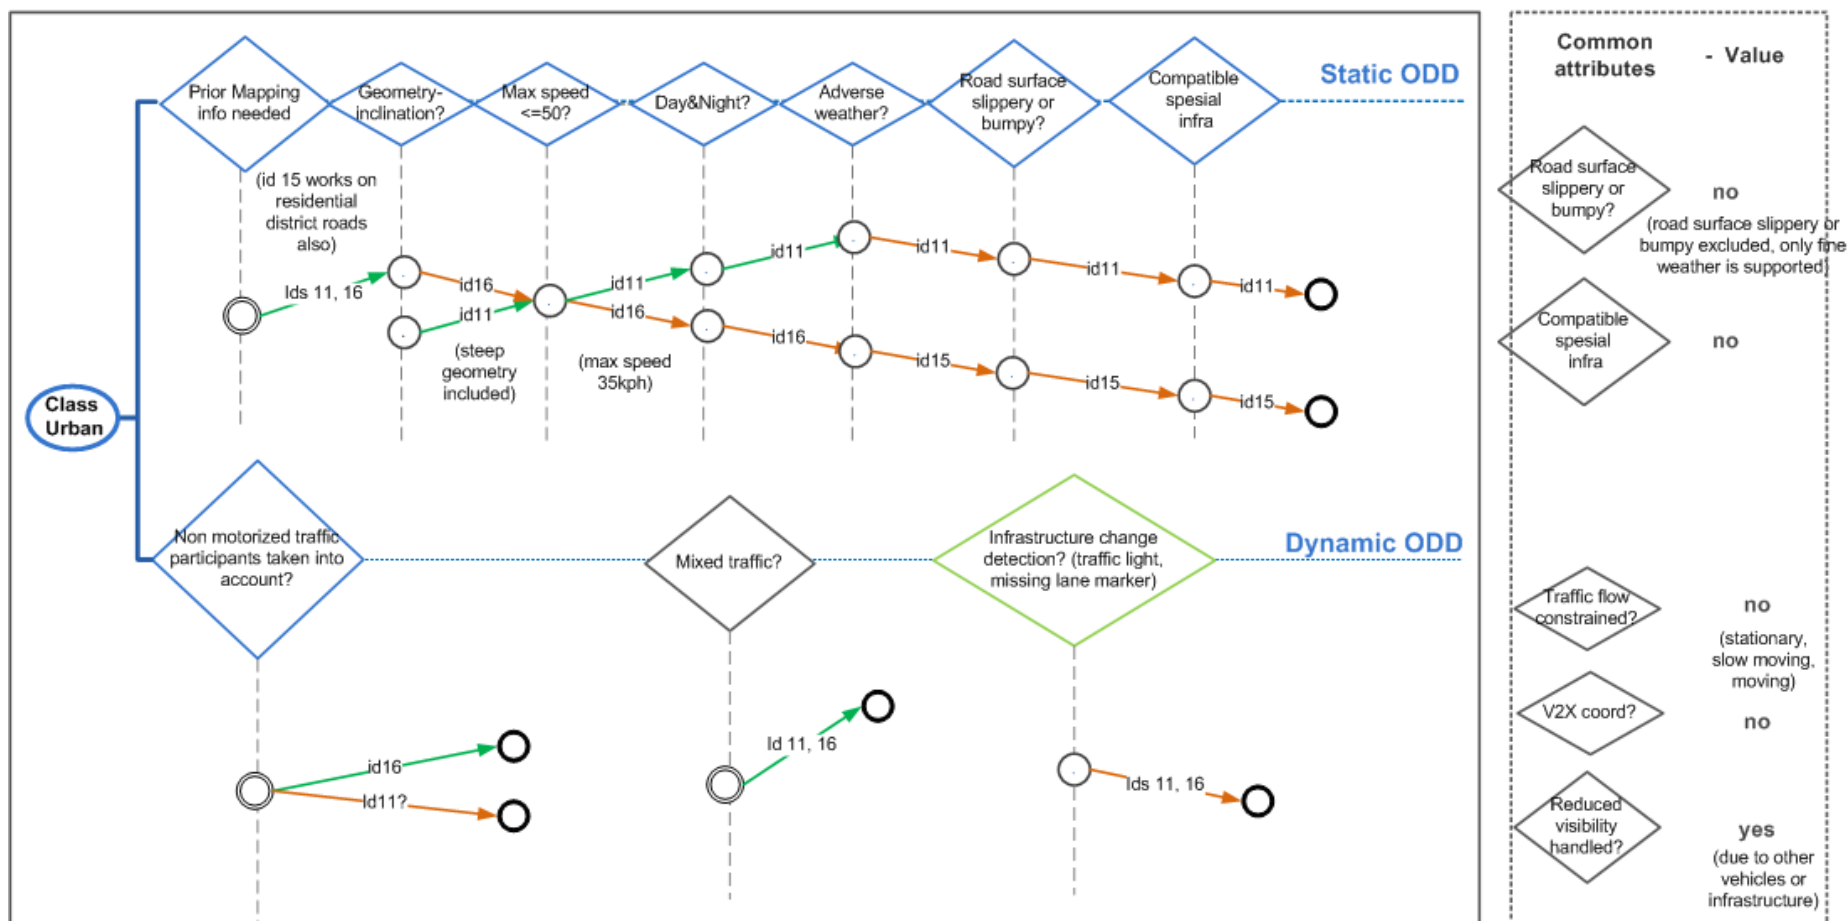 Prior Mapping
info needed
Geometry-
inclination?
Max speed
<=50?
Day&Night?
Adverse
weather?
Road surface
slippery or
bumpy?
Compatible
spesial
infra
Static ODD
(id 15 works on
residential
district roads
also)
Ids 11, 16
id16
id11
(steep
geometry
included)
id11
id16
(max speed
35kph)
id11
id16
id11
id15
id11
id15
id11
id15
Class
Urban
Non motorized traffic
participants taken into
account?
Mixed traffic?
Infrastructure change
detection? (traffic light,
missing lane marker)
Dynamic ODD
id16
Id11?
Id 11, 16
Ids 11, 16
Common
attributes
- Value
Road surface
slippery or
bumpy?
no
(road surface slippery or
bumpy excluded, only fine
weather is supported)
Compatible
spesial
infra
no
Traffic flow
constrained?
no
(stationary,
slow moving,
moving)
V2X coord?
no
Reduced
visibility
handled?
yes
(due to other
vehicles or
infrastructure)